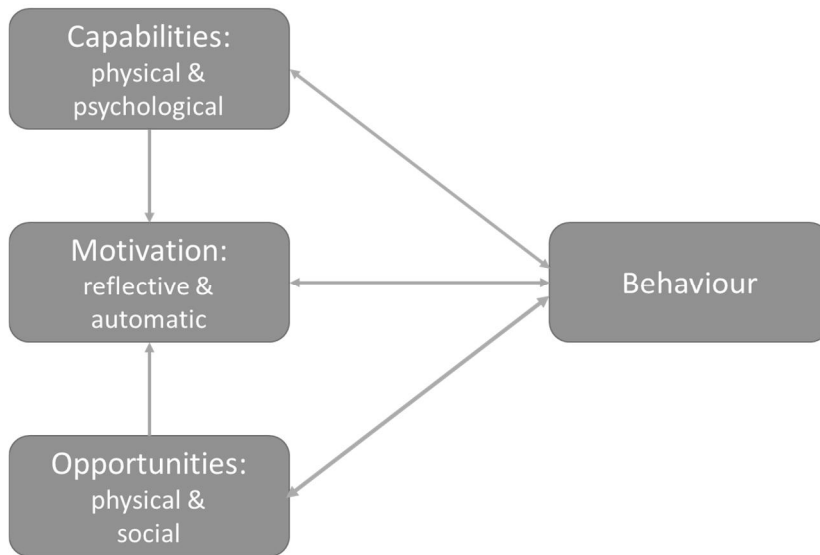 Capabilities:
physical &
psychological
Motivation:
reflective &
automatic
Behaviour
Opportunities:
physical &
social